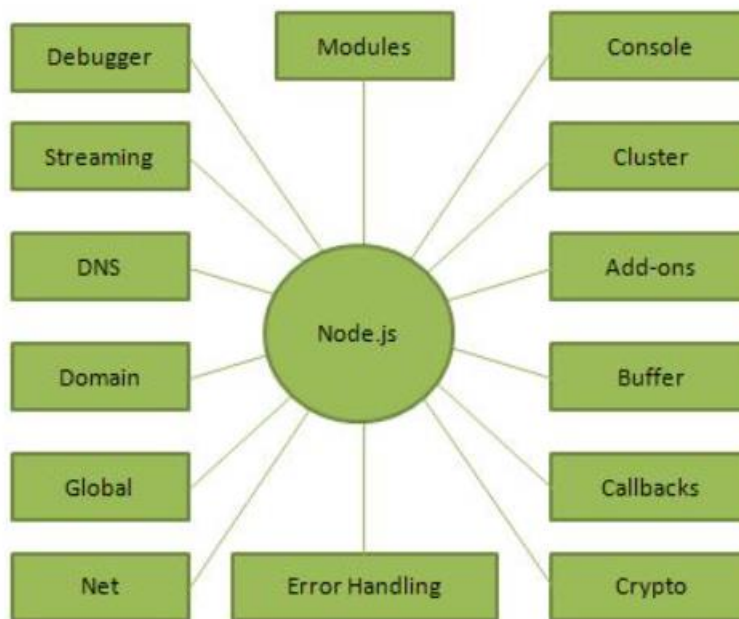 Debugger
Modules
Console
Streaming
Cluster
DNS
Add-ons
Node.js
Domain
Buffer
Global
Callbacks
Net
Error Handling
Crypto